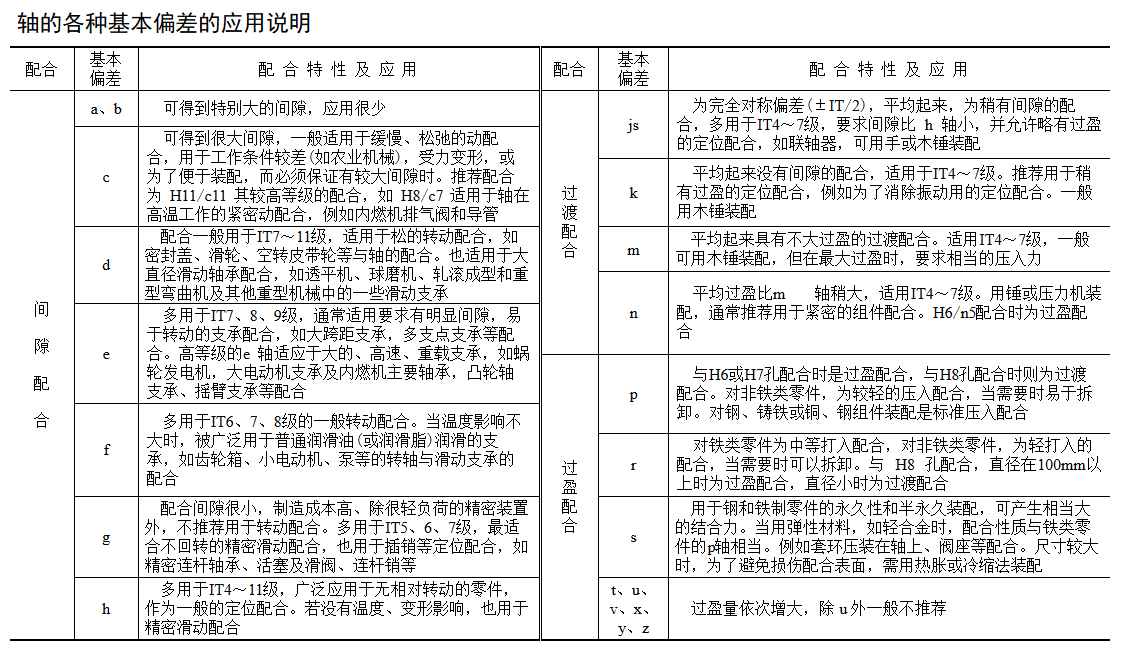 轴的各种基本偏差的应用说明
配合
基本
偏差
配 合 特 性 及 应 用
间
隙
配
合
a、b
可得到特别大的间隙，应用很少
c
可得到很大间隙，一般适用于缓慢、松弛的动配
合，用于工作条件较差(如农业机械)，受力变形，或
为了便于装配，而必须保证有较大间隙时。推荐配合
为 H11/c11 其较高等级的配合，如 H8/c7 适用于轴在
高温工作的紧密动配合，例如内燃机排气阀和导管
d
配合一般用于IT7～11级，适用于松的转动配合，如
密封盖、滑轮、空转皮带轮等与轴的配合。也适用于大
直径滑动轴承配合，如透平机、球磨机、轧滚成型和重
型弯曲机及其他重型机械中的一些滑动支承
e
多用于IT7、8、9级，通常适用要求有明显间隙，易
于转动的支承配合，如大跨距支承，多支点支承等配
合。高等级的e 轴适应于大的、高速、重载支承，如蜗
轮发电机，大电动机支承及内燃机主要轴承，凸轮轴
支承、摇臂支承等配合
f
多用于IT6、7、8级的一般转动配合。当温度影响不
大时，被广泛用于普通润滑油(或润滑脂)润滑的支
承，如齿轮箱、小电动机、泵等的转轴与滑动支承的
配合
g
配合间隙很小，制造成本高、除很轻负荷的精密装置
外，不推荐用于转动配合。多用于IT5、6、7级，最适
合不回转的精密滑动配合，也用于插销等定位配合，如
精密连杆轴承、活塞及滑阀、连杆销等
h
多用于IT4～11级，广泛应用于无相对转动的零件，
作为一般的定位配合。若没有温度、变形影响，也用于
精密滑动配合
配合
基本
偏差
配 合 特 性 及 应 用
过
渡
配
合
js
为完全对称偏差(±IT/2)，平均起来，为稍有间隙的配
合，多用于IT4～7级，要求间隙比 h 轴小，并允许略有过盈
的定位配合，如联轴器，可用手或木锤装配
k
平均起来没有间隙的配合，适用于IT4～7级。推荐用于稍
有过盈的定位配合，例如为了消除振动用的定位配合。一般
用木锤装配
m
平均起来具有不大过盈的过渡配合。适用IT4～7级，一般
可用木锤装配，但在最大过盈时，要求相当的压入力
n
平均过盈比m 轴稍大，适用IT4～7级。用锤或压力机装
配，通常推荐用于紧密的组件配合。H6/n5配合时为过盈配
合
过
盈
配
合
p
与H6或H7孔配合时是过盈配合，与H8孔配合时则为过渡
配合。对非铁类零件，为较轻的压入配合，当需要时易于拆
卸。对钢、铸铁或铜、钢组件装配是标准压入配合
r
对铁类零件为中等打入配合，对非铁类零件，为轻打入的
配合，当需要时可以拆卸。与 H8 孔配合，直径在100mm以
上时为过盈配合，直径小时为过渡配合
s
用于钢和铁制零件的永久性和半永久装配，可产生相当大
的结合力。当用弹性材料，如轻合金时，配合性质与铁类零
件的p轴相当。例如套环压装在轴上、阀座等配合。尺寸较大
时，为了避免损伤配合表面，需用热胀或冷缩法装配
t、u、
v、x、
y、z
过盈量依次增大，除 u 外一般不推荐